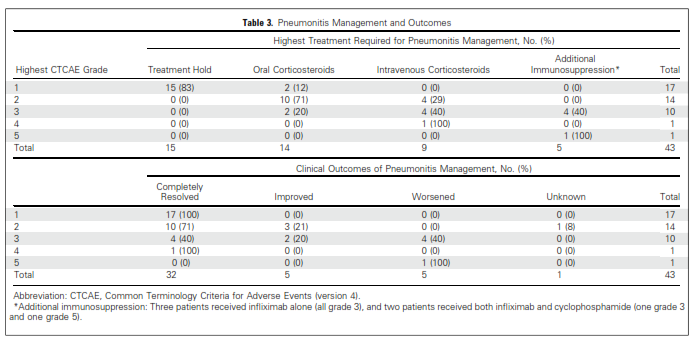 Table 3. Pneumonitis Management and Outcomes
Highest Treatment Required for Pneumonitis Management, No. (%)
Highest CTCAE Grade Treatment Hold Oral Corticosteroids Intravenous Corticosteroids Additional Immunosuppression* Total
1 15 (83) 2 (12) 0 (0) 0 (0) 17
2 0 (0) 10 (71) 4 (29) 0 (0) 14
3 0 (0) 2 (20) 4 (40) 4 (40) 10
4 0 (0) 0 (0) 1 (100) 0 (0) 1
5 0 (0) 0 (0) 0 (0) 1 (100) 1
Total 15 14 9 5 43
Clinical Outcomes of Pneumonitis Management, No. (%)
Completely Resolved Improved Worsened Unknown Total
1 17 (100) 0 (0) 0 (0) 0 (0) 17
2 10 (71) 3 (21) 0 (0) 1 (8) 14
3 4 (40) 2 (20) 4 (40) 0 (0) 10
4 1 (100) 0 (0) 0 (0) 0 (0) 1
5 0 (0) 0 (0) 1 (100) 0 (0) 1
Total 32 5 5 1 43
Abbreviation: CTCAE, Common Terminology Criteria for Adverse Events (version 4).
*Additional immunosuppression: Three patients received infliximab alone (all grade 3), and two patients received both infliximab and cyclophosphamide (one grade 3
and one grade 5).